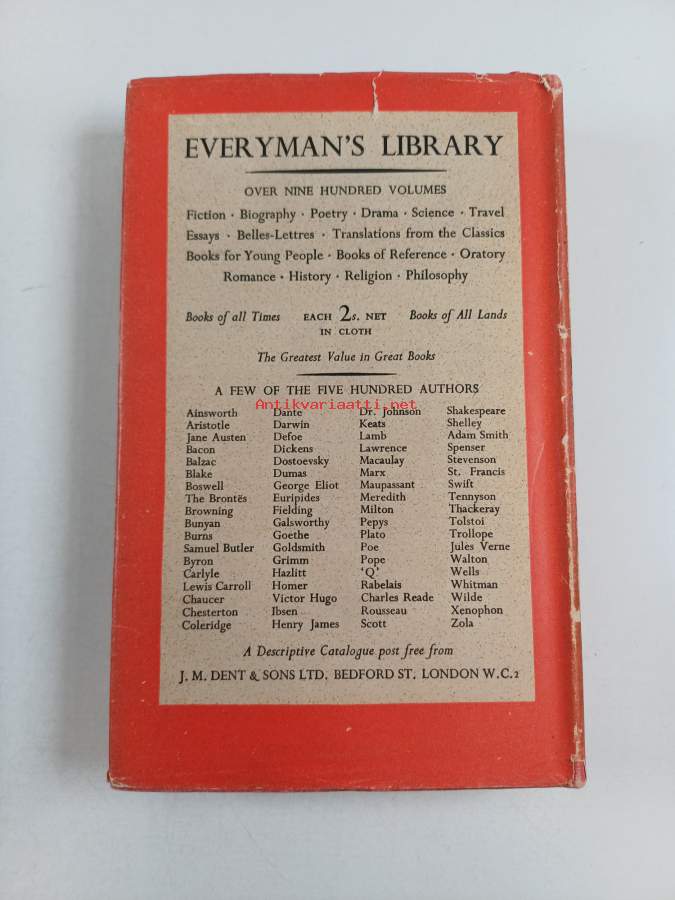 EVERYMAN'S LIBRARY
OVER NINE HUNDRED VOLUMES
Fiction · Biography · Poetry · Drama · Science · Travel
Essays · Belles-Lettres · Translations from the Classics
Books for Young People · Books of Reference · Oratory
Romance · History · Religion · Philosophy
Books of all Times EACH 2s. NET IN CLOTH Books of All Lands
The Greatest Value in Great Books
A FEW OF THE FIVE HUNDRED AUTHORS
Antikvariaatti.net
Ainsworth
Aristotle
Jane Austen
Bacon
Balzac
Blake
Boswell
The Brontës
Browning
Bunyan
Burns
Samuel Butler
Byron
Carlyle
Lewis Carroll
Chaucer
Chesterton
Coleridge
Dante
Darwin
Defoe
Dickens
Dostoevsky
Dumas
George Eliot
Euripides
Fielding
Galsworthy
Goethe
Goldsmith
Grimm
Hazlitt
Homer
Victor Hugo
Ibsen
Henry James
Dr. Johnson
Keats
Lamb
Lawrence
Macaulay
Marx
Maupassant
Meredith
Milton
Pepys
Plato
Poe
Pope
'Q'
Rabelais
Charles Reade
Rousseau
Scott
Shakespeare
Shelley
Adam Smith
Spenser
Stevenson
St. Francis
Swift
Tennyson
Thackeray
Tolstoi
Trollope
Jules Verne
Walton
Wells
Whitman
Wilde
Xenophon
Zola
A Descriptive Catalogue post free from
J. M. DENT & SONS LTD. BEDFORD ST. LONDON W.C.2